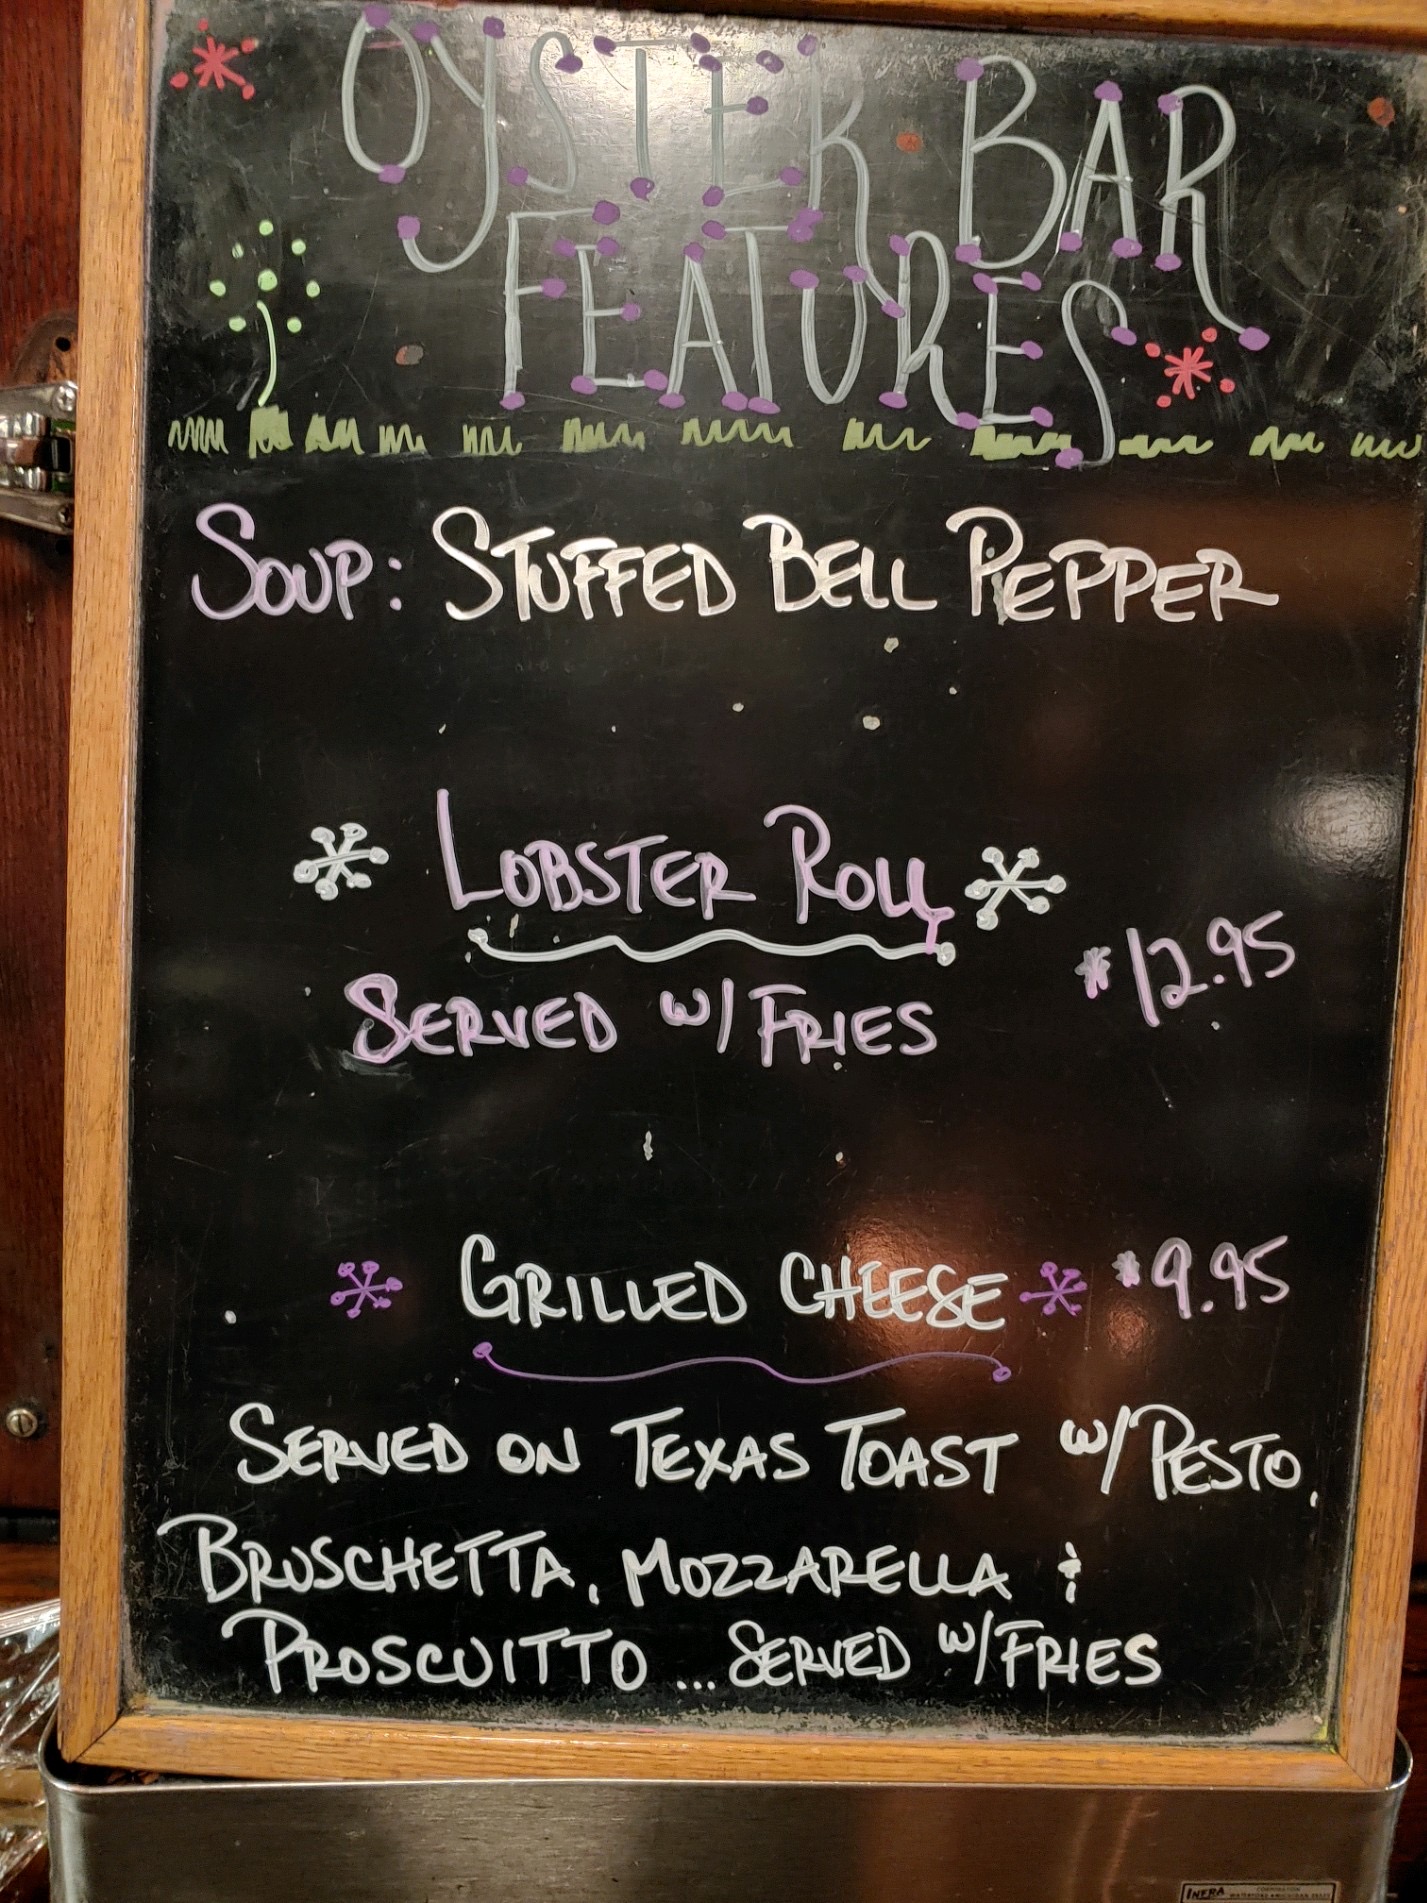 OYSTER BAR
FEATURES
SOUP: STUFFED BELL PEPPER
LOBSTER ROLL
$12.95
SERVED W/ FRIES
GRILLED CHEESE $9.95
SERVED ON TEXAS TOAST W/ PESTO,
BRUSCHETTA, MOZZARELLA &
PROSCUITTO ... SERVED W/ FRIES
INERA
CORPORATION